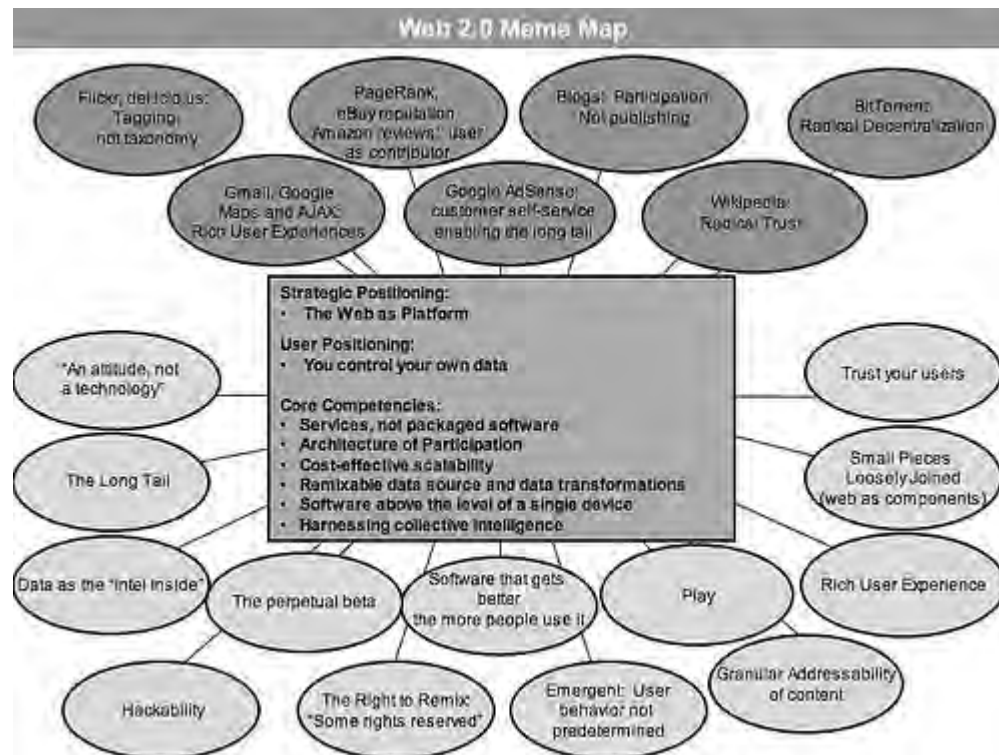 Web 2.0 Meme Map
Flickr, del.icio.us:
Tagging,
not taxonomy
PageRank,
eBay reputation
Amazon reviews: user
as contributor
Blogs: Participation
Not publishing
BitTorrent:
Radical Decentralization
Gmail, Google
Maps and AJAX:
Rich User Experiences
Google AdSense:
customer self-service
enabling the long tail
Wikipedia:
Radical Trust
Strategic Positioning:
• The Web as Platform
User Positioning:
• You control your own data
Core Competencies:
• Services, not packaged software
• Architecture of Participation
• Cost-effective scalability
• Remixable data source and data transformations
• Software above the level of a single device
• Harnessing collective intelligence
"An attitude, not
a technology"
Trust your users
The Long Tail
Small Pieces
Loosely Joined
(web as components)
Data as the "Intel Inside"
The perpetual beta
Software that gets
better
the more people use it
Play
Rich User Experience
Hackability
The Right to Remix:
"Some rights reserved"
Emergent: User
behavior not
predetermined
Granular Addressability
of content